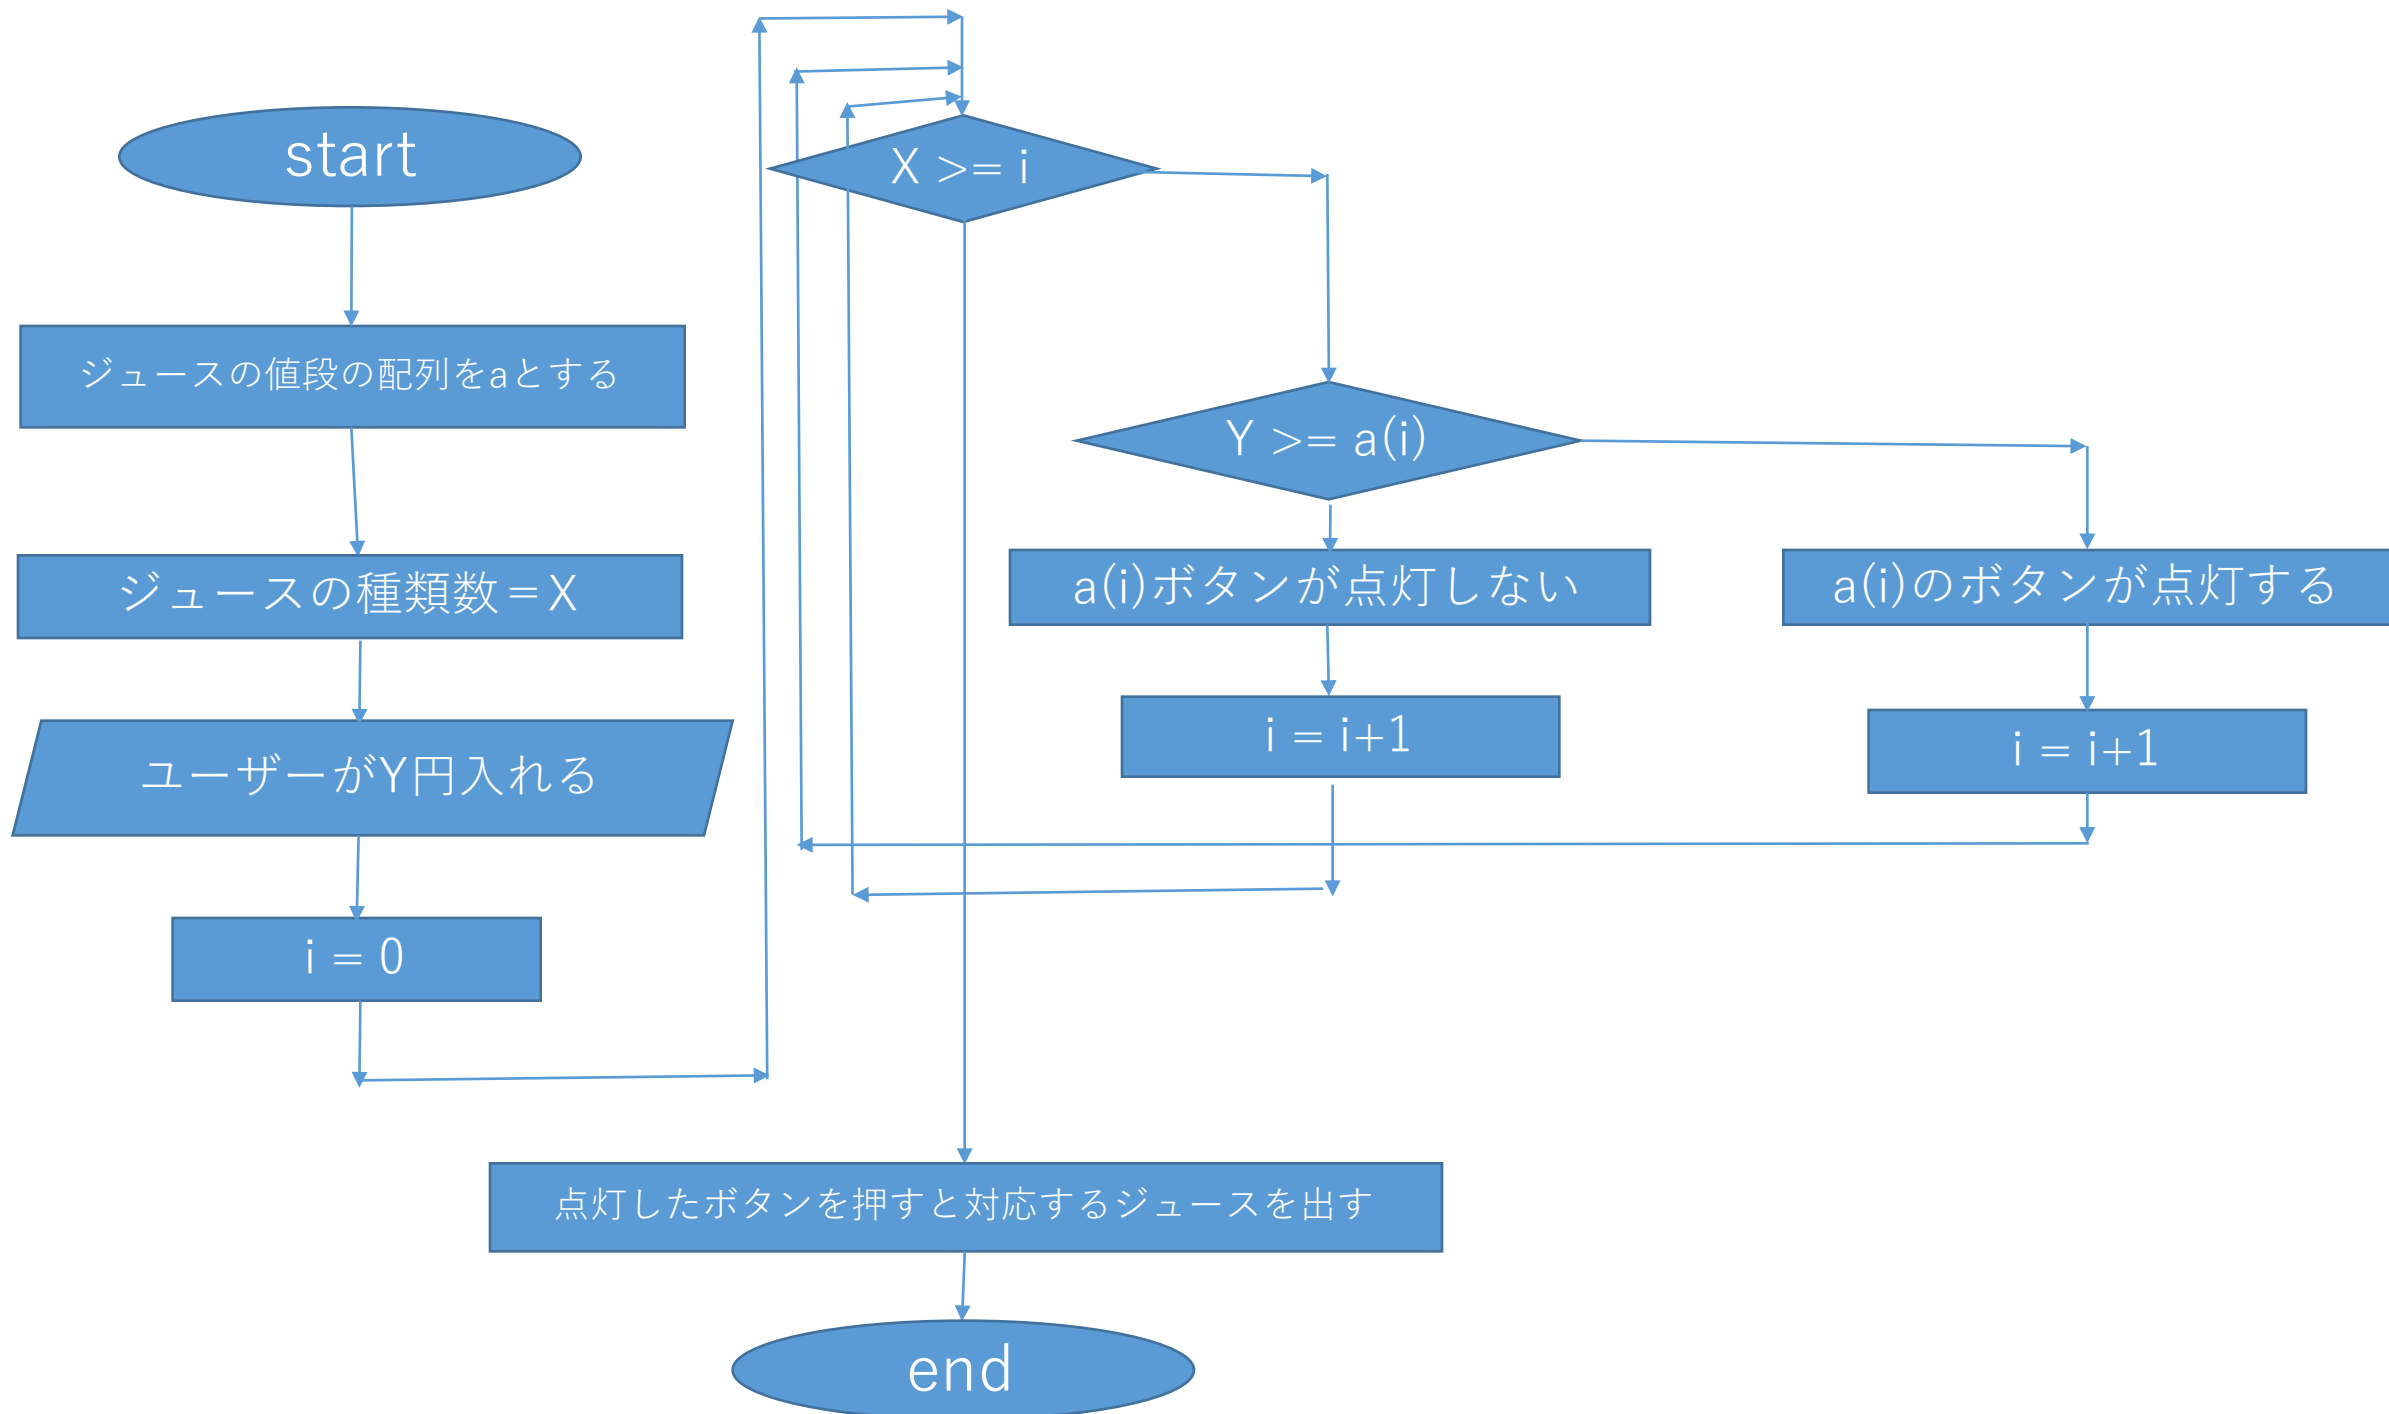 start
ジュースの値段の配列をaとする
ジュースの種類数＝X
ユーザーがY円入れる
i = 0
X >= i
Y >= a(i)
a(i)ボタンが点灯しない
i = i+1
a(i)のボタンが点灯する
i = i+1
点灯したボタンを押すと対応するジュースを出す
end